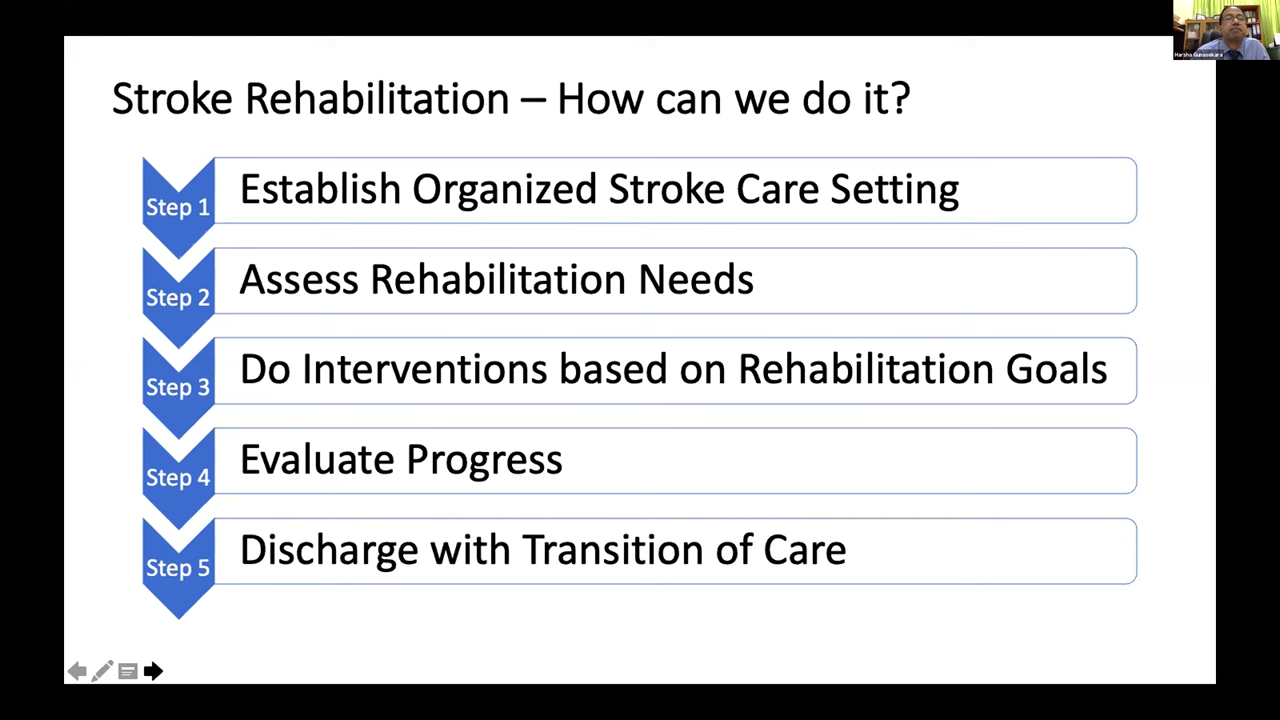 Harsha Gunasekara
Stroke Rehabilitation – How can we do it?
Step 1
Establish Organized Stroke Care Setting
Step 2
Assess Rehabilitation Needs
Step 3
Do Interventions based on Rehabilitation Goals
Step 4
Evaluate Progress
Step 5
Discharge with Transition of Care